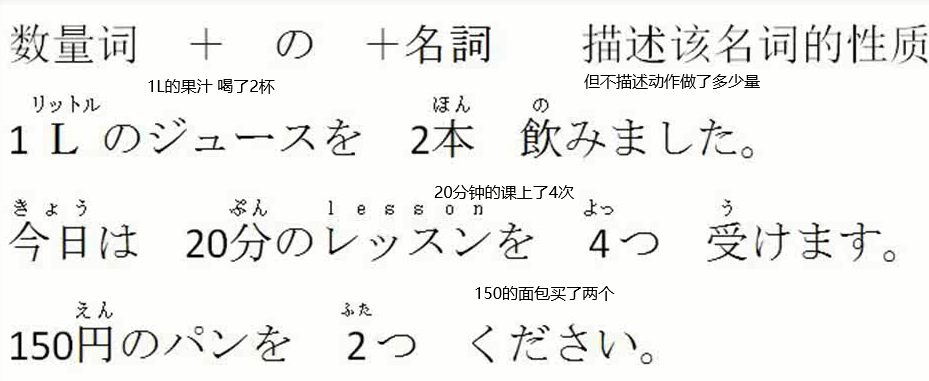 数量词 + の +名詞 描述该名词的性质
1L的果汁 喝了2杯 但不描述动作做了多少量
リットル ほん の
1Lのジュースを 2本 飲みました。
20分钟的课上了4次
きょう ぷん lesson よっ う
今日は 20分のレッスンを 4つ 受けます。
150的面包买了两个
えん ふた
150円のパンを 2つ ください。